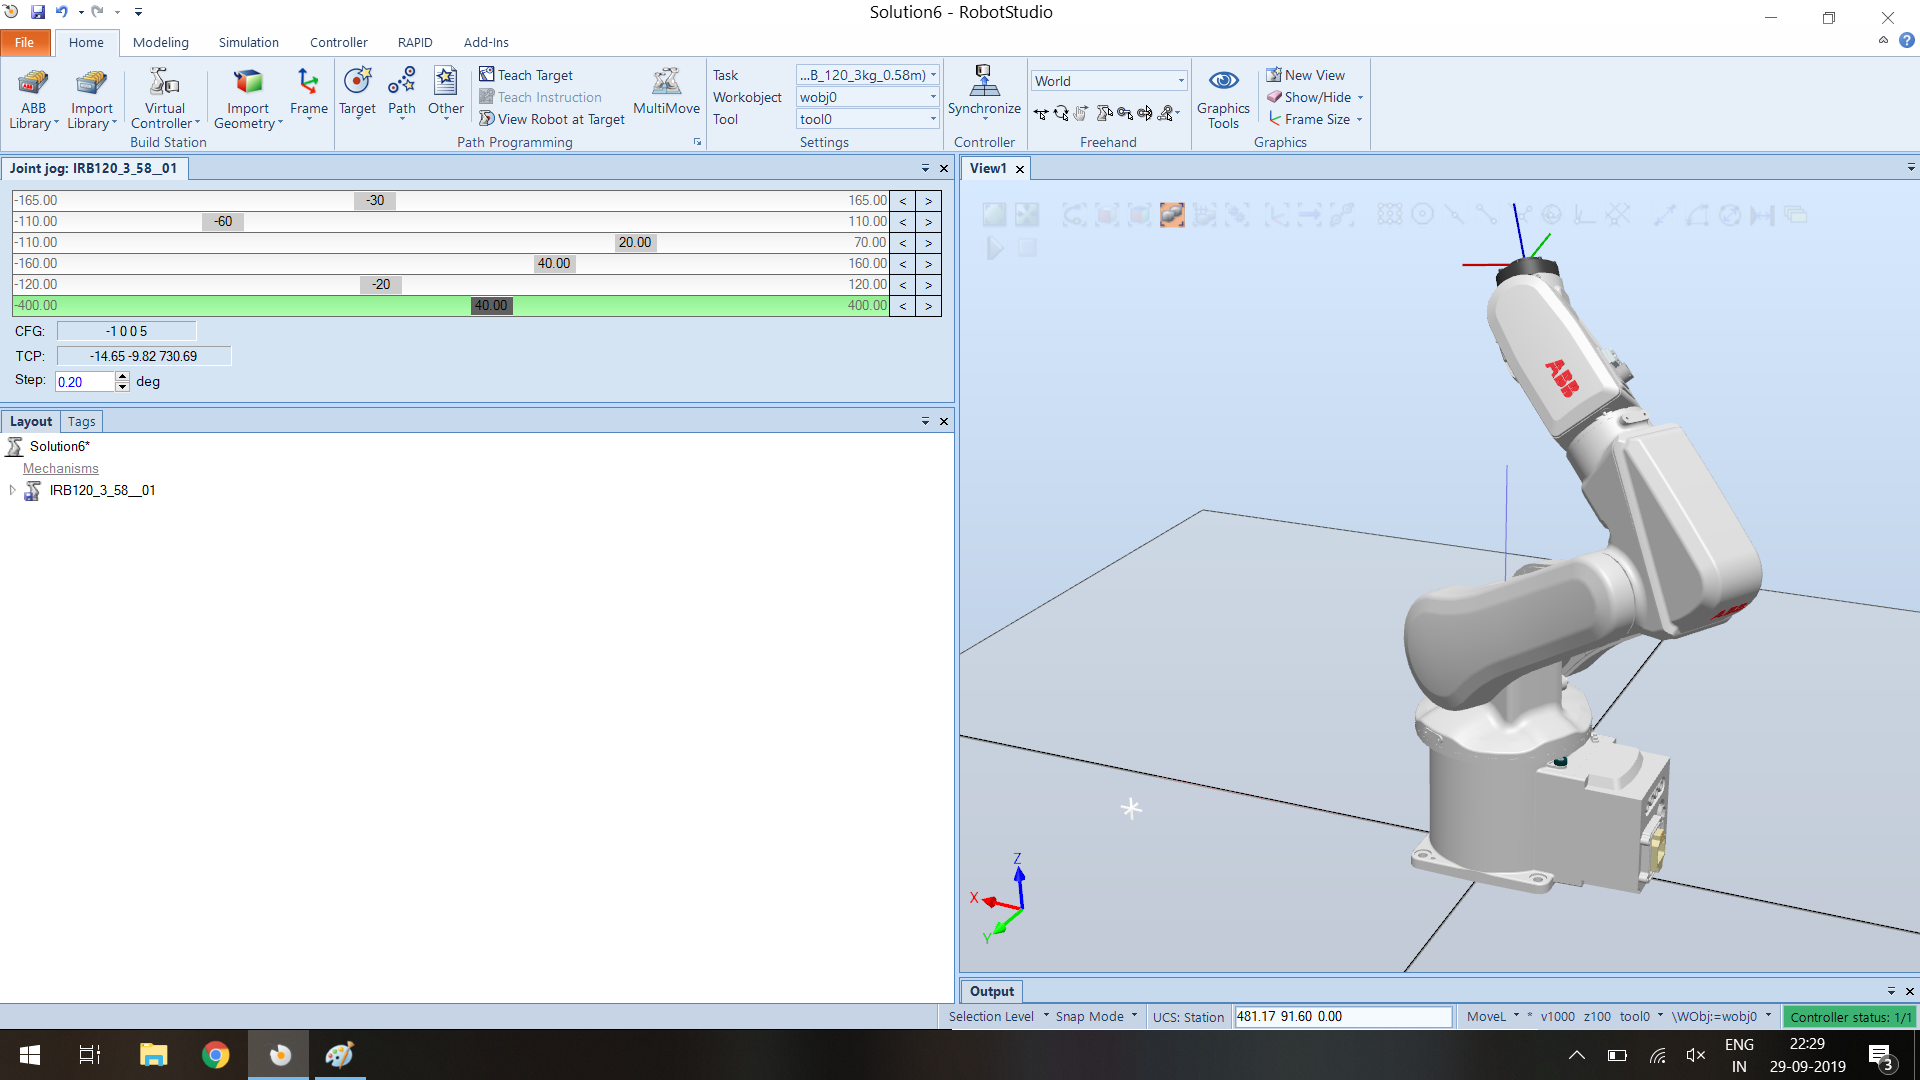 Solution6 - RobotStudio
File Home Modeling Simulation Controller RAPID Add-Ins
ABB Library
Import Library
Virtual Controller
Import Geometry
Frame
Build Station
Target
Path
Other
Teach Target
Teach Instruction
View Robot at Target
MultiMove
Path Programming
Task ...B_120_3kg_0.58m)
Workobject wobj0
Tool tool0
Settings
Synchronize
Controller
World
Freehand
Graphics Tools
New View
Show/Hide
Frame Size
Graphics
Joint jog: IRB120_3_58__01
-165.00 -30 165.00 < >
-110.00 -60 110.00 < >
-110.00 20.00 70.00 < >
-160.00 40.00 160.00 < >
-120.00 -20 120.00 < >
-400.00 40.00 400.00 < >
CFG: -1 0 0 5
TCP: -14.65 -9.82 730.69
Step: 0.20 deg
Layout Tags
Solution6*
Mechanisms
IRB120_3_58__01
View1
ABB
ABB
Z
X
Y
Output
Selection Level Snap Mode UCS: Station 481.17 91.60 0.00 MoveL * v1000 z100 tool0 \WObj:=wobj0 Controller status: 1/1
ENG
IN
22:29
29-09-2019
3